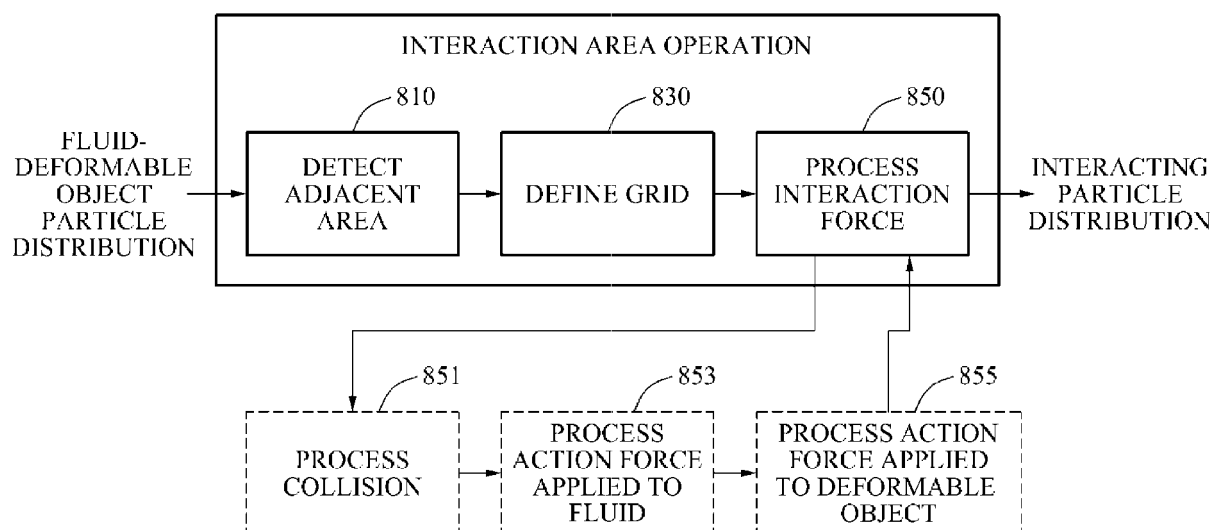 INTERACTION AREA OPERATION
810
830
850
FLUID-
DEFORMABLE
OBJECT
PARTICLE
DISTRIBUTION
DETECT
ADJACENT
AREA
DEFINE GRID
PROCESS
INTERACTION
FORCE
INTERACTING
PARTICLE
DISTRIBUTION
851
853
855
PROCESS
COLLISION
PROCESS
ACTION FORCE
APPLIED TO
FLUID
PROCESS ACTION
FORCE APPLIED
TO DEFORMABLE
OBJECT